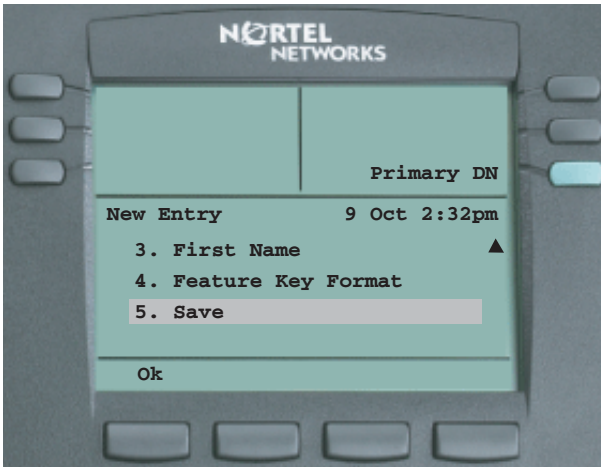 NORTEL
NETWORKS
Primary DN
New Entry 9 Oct 2:32pm
3. First Name
4. Feature Key Format
5. Save
Ok